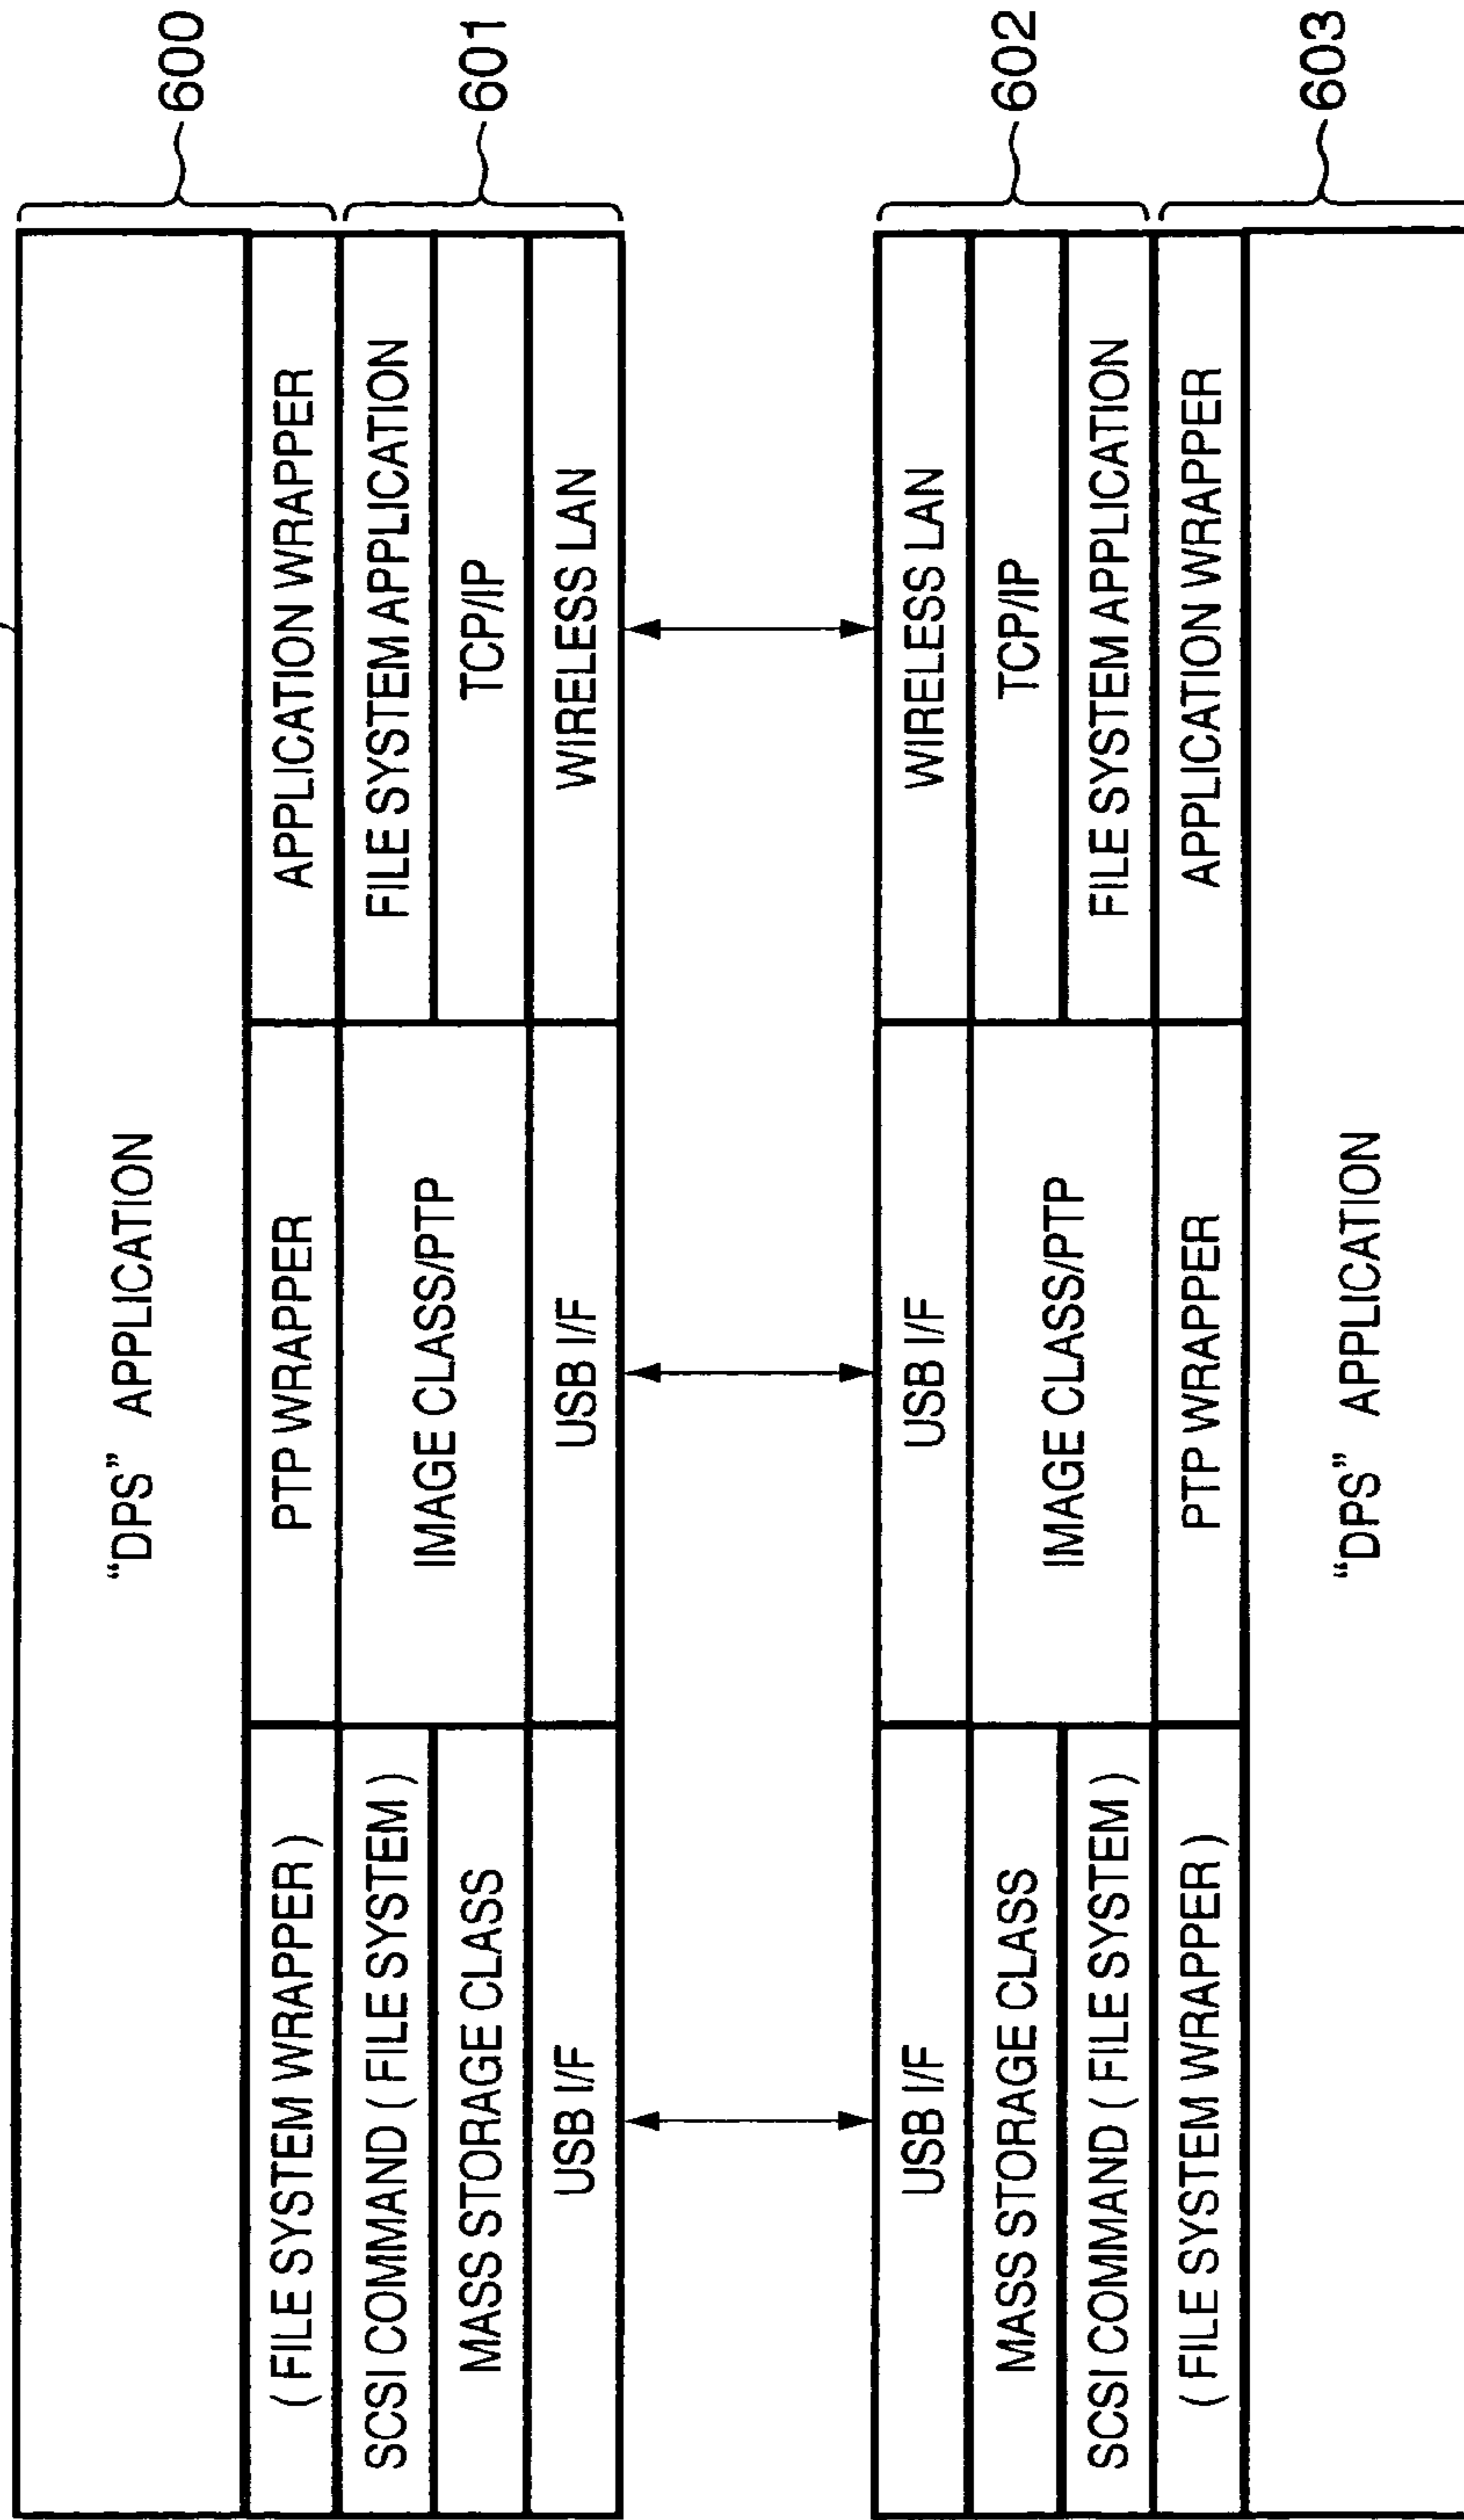 "DPS" APPLICATION
( FILE SYSTEM WRAPPER )
PTP WRAPPER
APPLICATION WRAPPER
600
SCSI COMMAND ( FILE SYSTEM )
IMAGE CLASS/PTP
FILE SYSTEM APPLICATION
MASS STORAGE CLASS
TCP/IP
601
USB I/F
USB I/F
WIRELESS LAN
USB I/F
USB I/F
WIRELESS LAN
MASS STORAGE CLASS
IMAGE CLASS/PTP
TCP/IP
602
SCSI COMMAND ( FILE SYSTEM )
FILE SYSTEM APPLICATION
( FILE SYSTEM WRAPPER )
PTP WRAPPER
APPLICATION WRAPPER
603
"DPS" APPLICATION